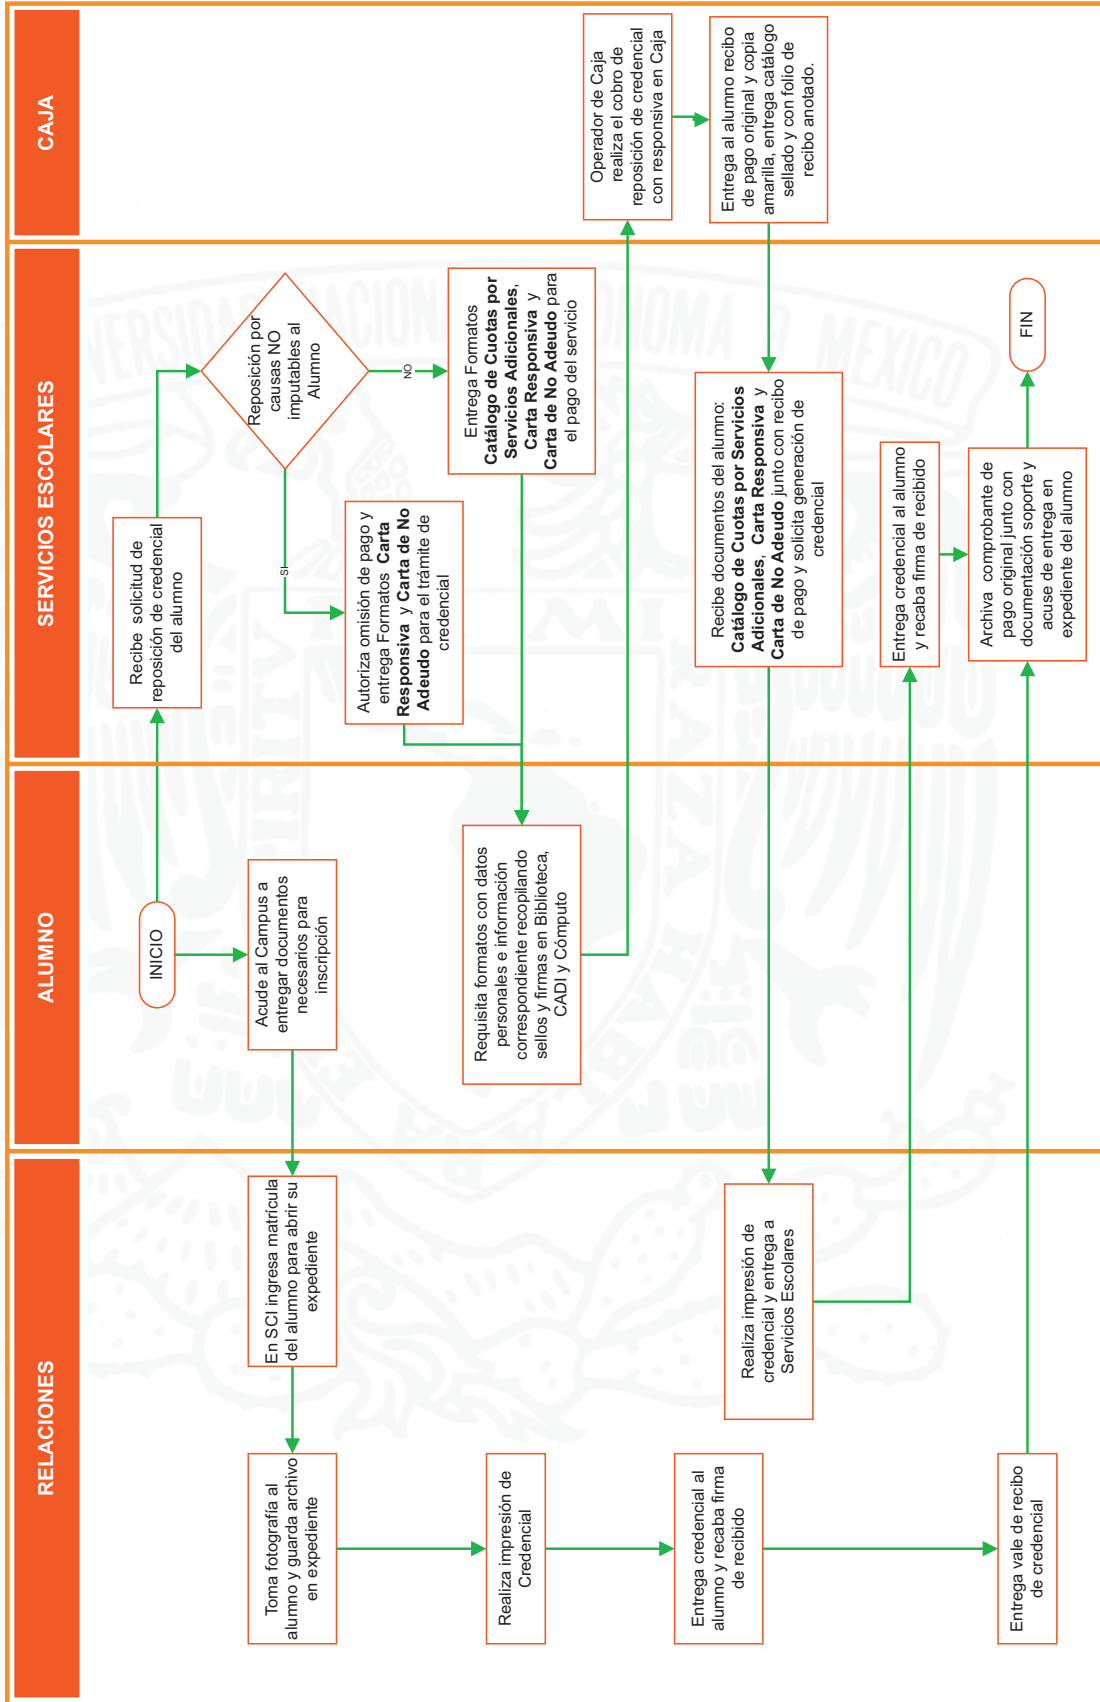 RELACIONES
ALUMNO
SERVICIOS ESCOLARES
CAJA
INICIO
Recibe solicitud de
reposición de credencial
del alumno
Acude al Campus a
entregar documentos
necesarios para
inscripción
Reposición por
causas NO
imputables al
Alumno
SI
NO
En SCI ingresa matrícula
del alumno para abrir su
expediente
Toma fotografía al
alumno y guarda archivo
en expediente
Autoriza omisión de pago y
entrega Formatos Carta
Responsiva y Carta de No
Adeudo para el trámite de
credencial
Entrega Formatos
Catálogo de Cuotas por
Servicios Adicionales,
Carta Responsiva y
Carta de No Adeudo para
el pago del servicio
Realiza impresión de
Credencial
Requisita formatos con datos
personales e información
correspondiente recopilando
sellos y firmas en Biblioteca,
CADI y Cómputo
Operador de Caja
realiza el cobro de
reposición de credencial
con responsiva en Caja
Entrega al alumno recibo
de pago original y copia
amarilla, entrega catálogo
sellado y con folio de
recibo anotado.
Entrega credencial al
alumno y recaba firma
de recibido
Recibe documentos del alumno:
Catálogo de Cuotas por Servicios
Adicionales, Carta Responsiva y
Carta de No Adeudo junto con recibo
de pago y solicita generación de
credencial
Realiza impresión de
credencial y entrega a
Servicios Escolares
Entrega credencial al alumno
y recaba firma de recibido
Entrega vale de recibo
de credencial
Archiva comprobante de
pago original junto con
documentación soporte y
acuse de entrega en
expediente del alumno
FIN